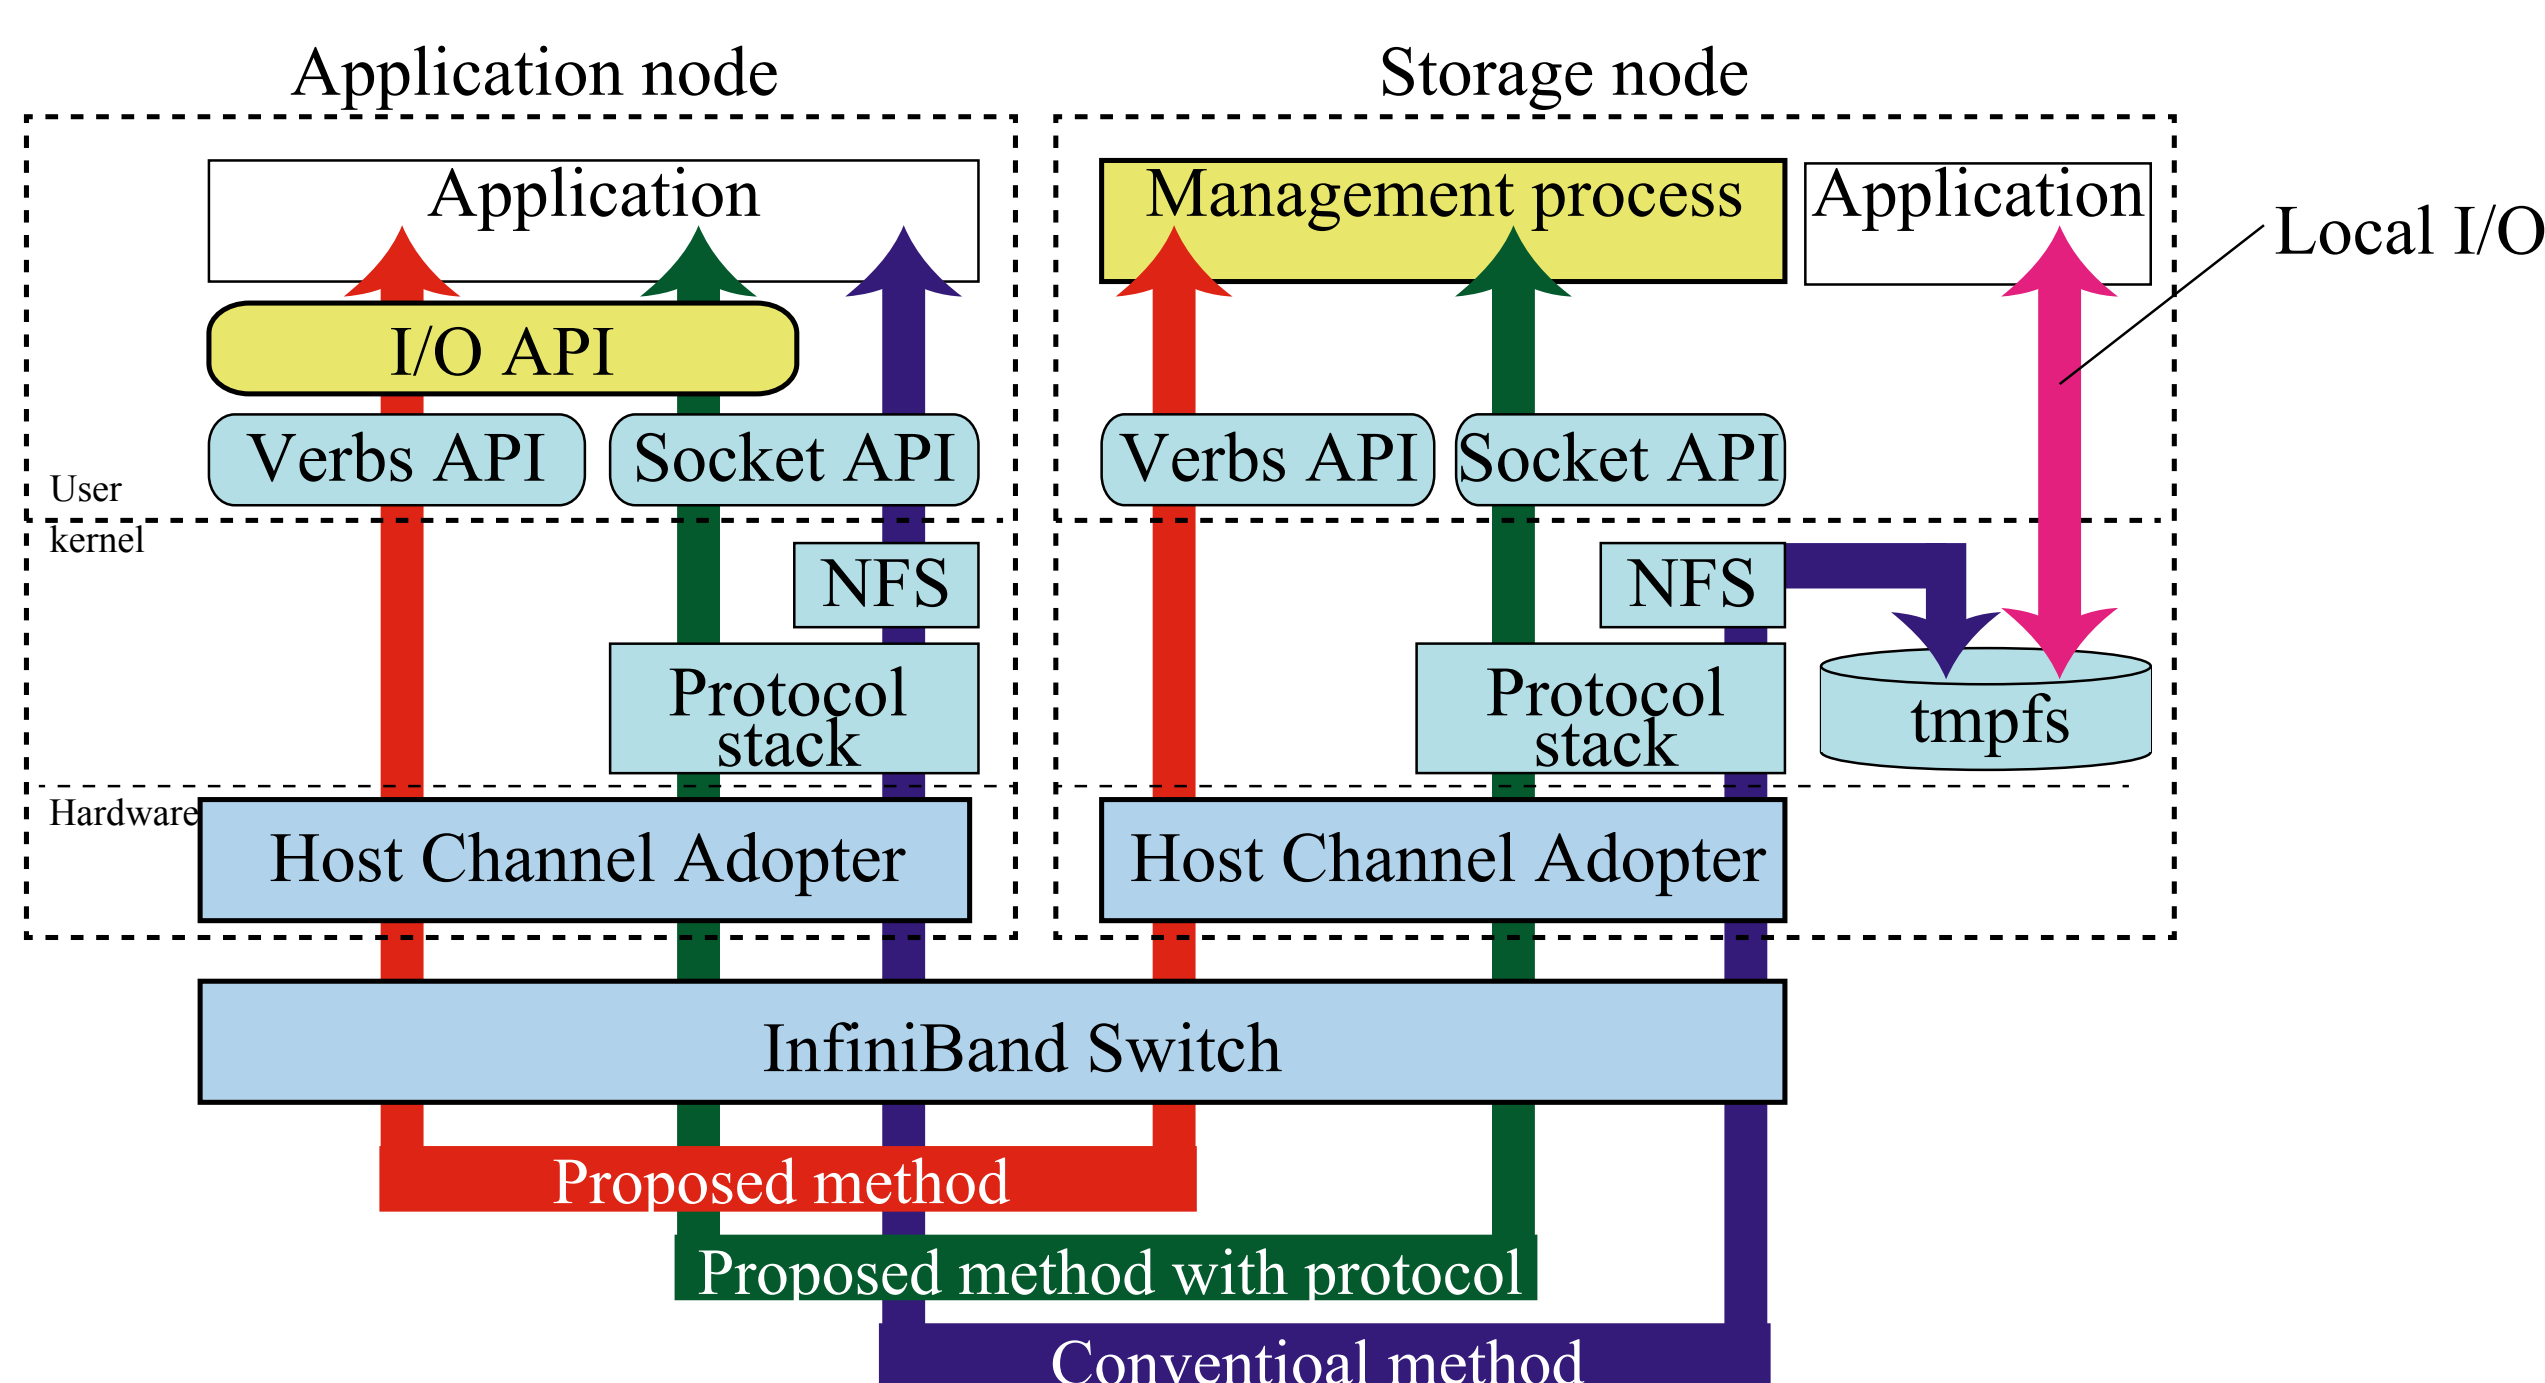 Application node
Storage node
Application
Management process
Application
Local I/O
I/O API
Verbs API
Socket API
Verbs API
Socket API
User
kernel
NFS
NFS
Protocol
stack
Protocol
stack
tmpfs
Hardware
Host Channel Adopter
Host Channel Adopter
InfiniBand Switch
Proposed method
Proposed method with protocol
Conventioal method